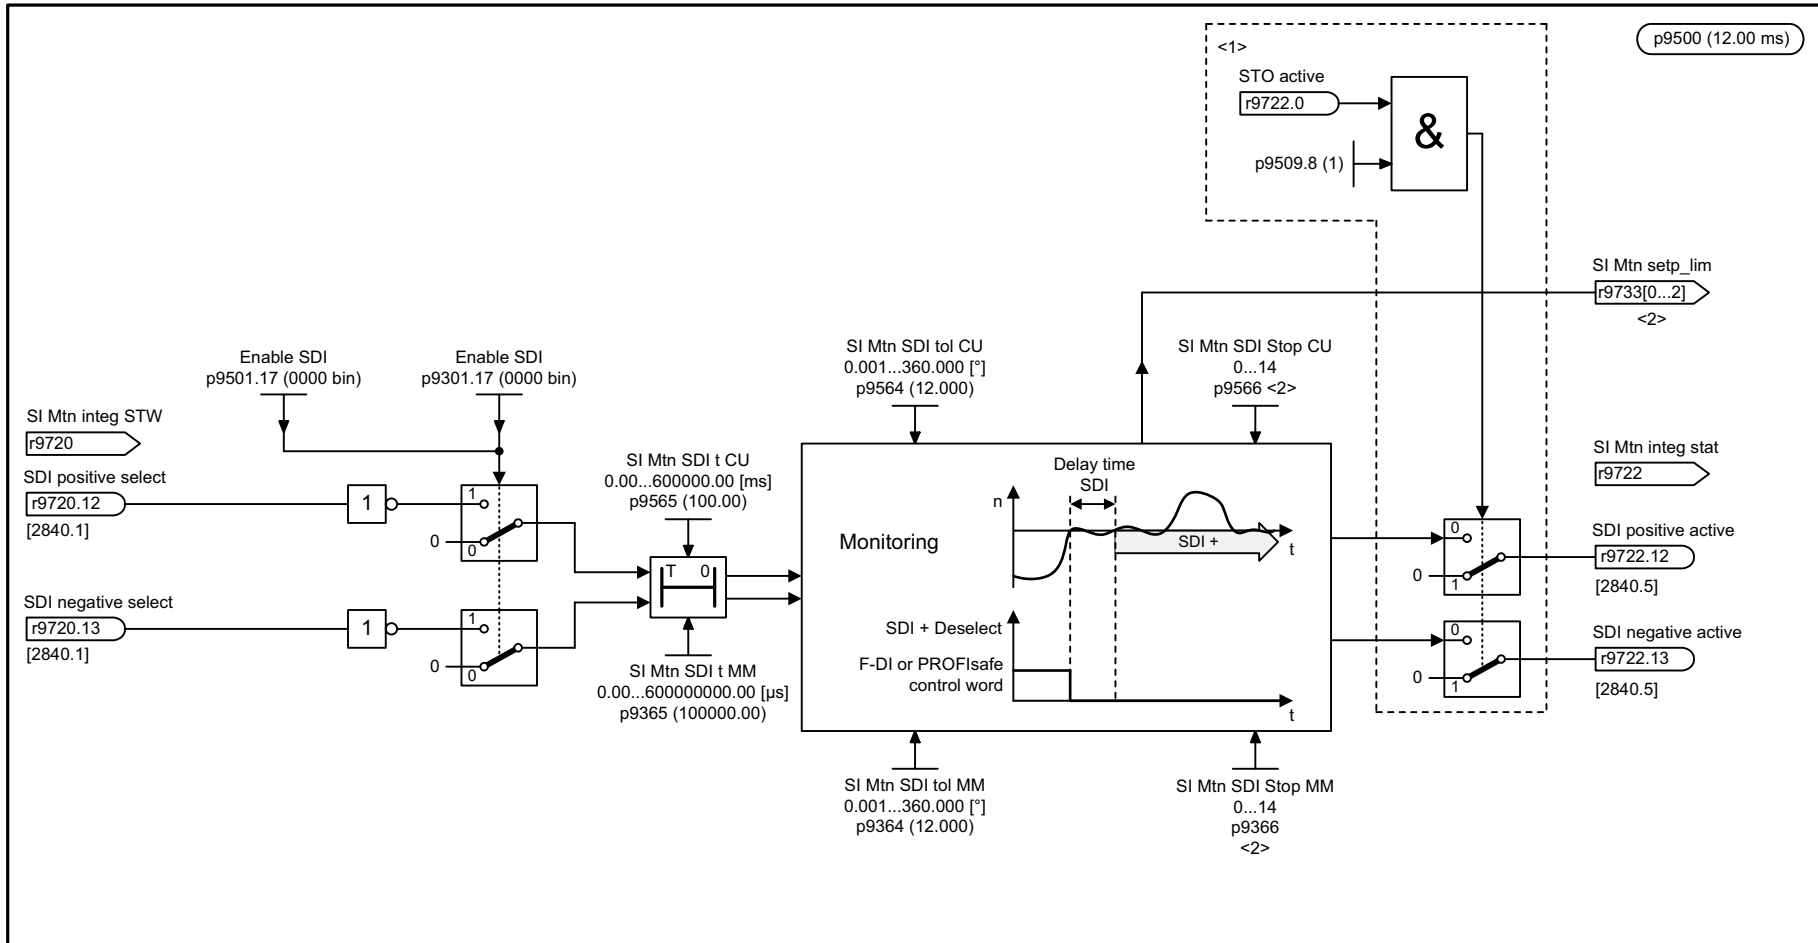 <1>
p9500 (12.00 ms)
STO active
r9722.0
&
p9509.8 (1)
SI Mtn setp_lim
r9733[0...2]
<2>
Enable SDI
p9501.17 (0000 bin)
Enable SDI
p9301.17 (0000 bin)
SI Mtn SDI tol CU
0.001...360.000 [°]
p9564 (12.000)
SI Mtn SDI Stop CU
0...14
p9566 <2>
SI Mtn integ STW
r9720
SDI positive select
r9720.12
[2840.1]
1
1
0
0
SI Mtn SDI t CU
0.00...600000.00 [ms]
p9565 (100.00)
T 0
SDI negative select
r9720.13
[2840.1]
1
1
0
0
SI Mtn SDI t MM
0.00...600000000.00 [µs]
p9365 (100000.00)
Monitoring
Delay time
SDI
n
SDI +
t
SDI + Deselect
F-DI or PROFIsafe
control word
t
SI Mtn integ stat
r9722
0
0
1
SDI positive active
r9722.12
[2840.5]
0
0
1
SDI negative active
r9722.13
[2840.5]
SI Mtn SDI tol MM
0.001...360.000 [°]
p9364 (12.000)
SI Mtn SDI Stop MM
0...14
p9366
<2>